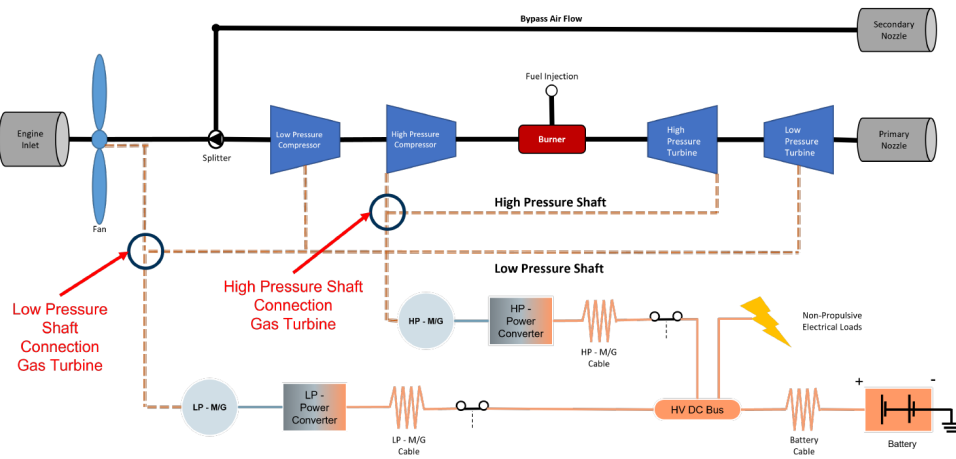 Bypass Air Flow
Secondary
Nozzle
Fuel Injection
Engine
Inlet
Splitter
Low Pressure
Compressor
High
Pressure
Compressor
Burner
High
Pressure
Turbine
Low
Pressure
Turbine
Primary
Nozzle
Fan
High Pressure Shaft
Low Pressure Shaft
Low Pressure
Shaft
Connection
Gas Turbine
High Pressure Shaft
Connection
Gas Turbine
HP - M/G
HP -
Power
Converter
HP - M/G
Cable
Non-Propulsive
Electrical Loads
LP - M/G
LP -
Power
Converter
LP - M/G
Cable
HV DC Bus
Battery
Cable
+ -
Battery